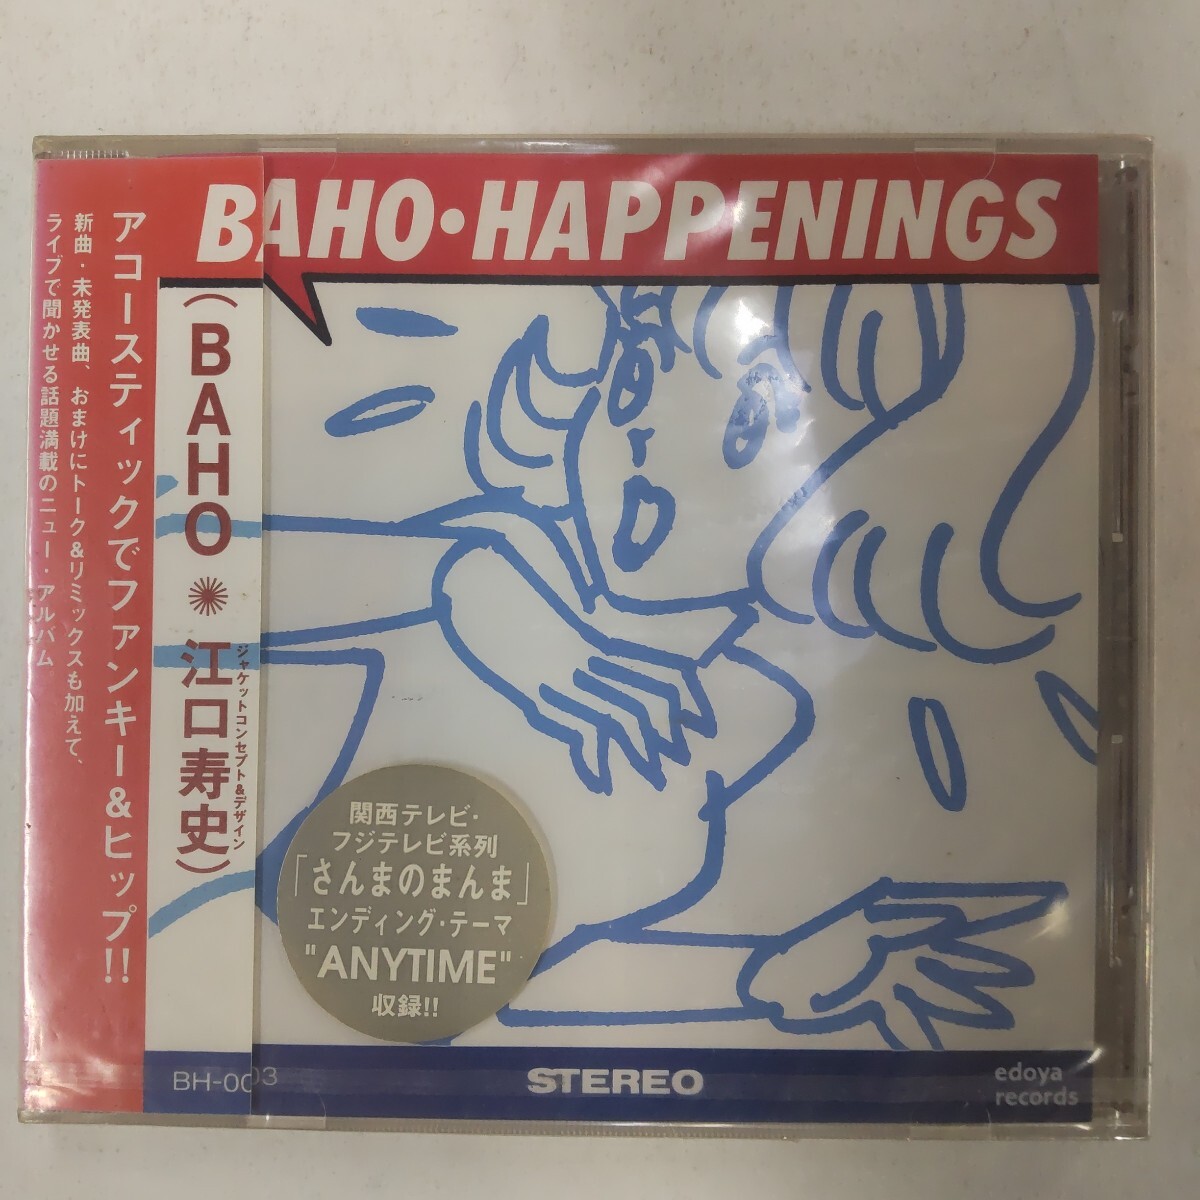 BAHO•HAPPENINGS
アコースティックでファンキー&ヒップ!!
新曲・未発表曲、おまけにトーク&リミックスも加えて、
ライブで聞かせる話題満載のニュー・アルバム。
(BAHO✺江口寿史)
ジャケットコンセプト&デザイン
関西テレビ・
フジテレビ系列
「さんまのまんま」
エンディング・テーマ
"ANYTIME"
収録!!
BH-003
STEREO
edoya
records